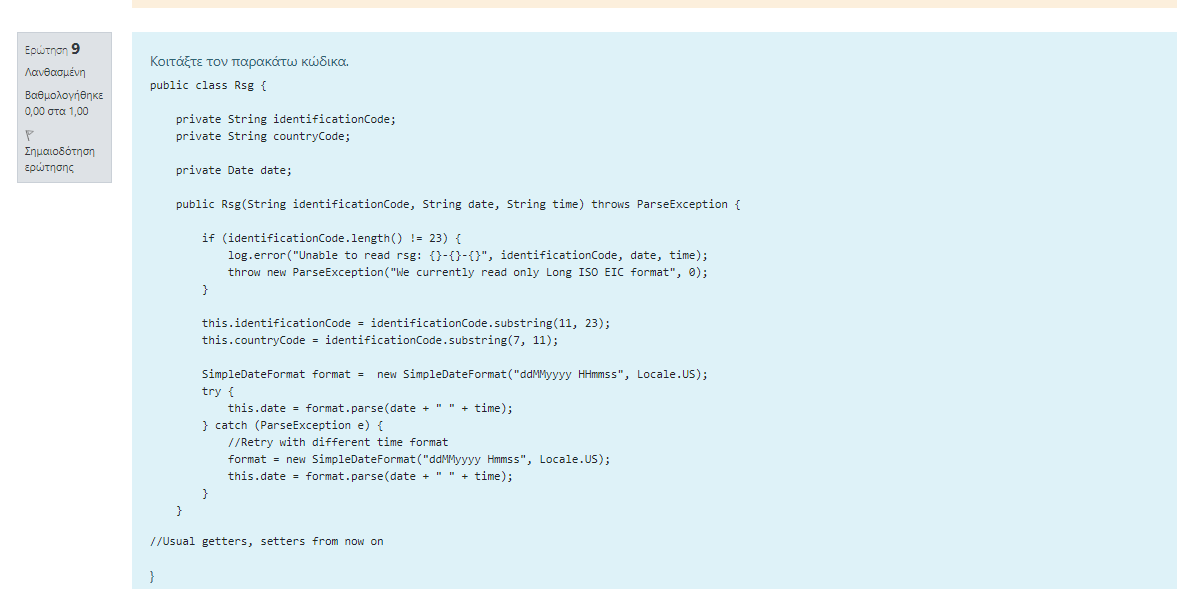 Ερώτηση 9
Λανθασμένη
Βαθμολογήθηκε
0,00 στα 1,00
Σημαιοδότηση
ερώτησης
Κοιτάξτε τον παρακάτω κώδικα.
public class Rsg {
private String identificationCode;
private String countryCode;
private Date date;
public Rsg(String identificationCode, String date, String time) throws ParseException {
if (identificationCode.length() != 23) {
log.error("Unable to read rsg: {}-{}-{}", identificationCode, date, time);
throw new ParseException("We currently read only Long ISO EIC format", 0);
}
this.identificationCode = identificationCode.substring(11, 23);
this.countryCode = identificationCode.substring(7, 11);
SimpleDateFormat format =  new SimpleDateFormat("ddMMyyyy HHmmss", Locale.US);
try {
this.date = format.parse(date + " " + time);
} catch (ParseException e) {
//Retry with different time format
format = new SimpleDateFormat("ddMMyyyy Hmmss", Locale.US);
this.date = format.parse(date + " " + time);
}
}
//Usual getters, setters from now on
}